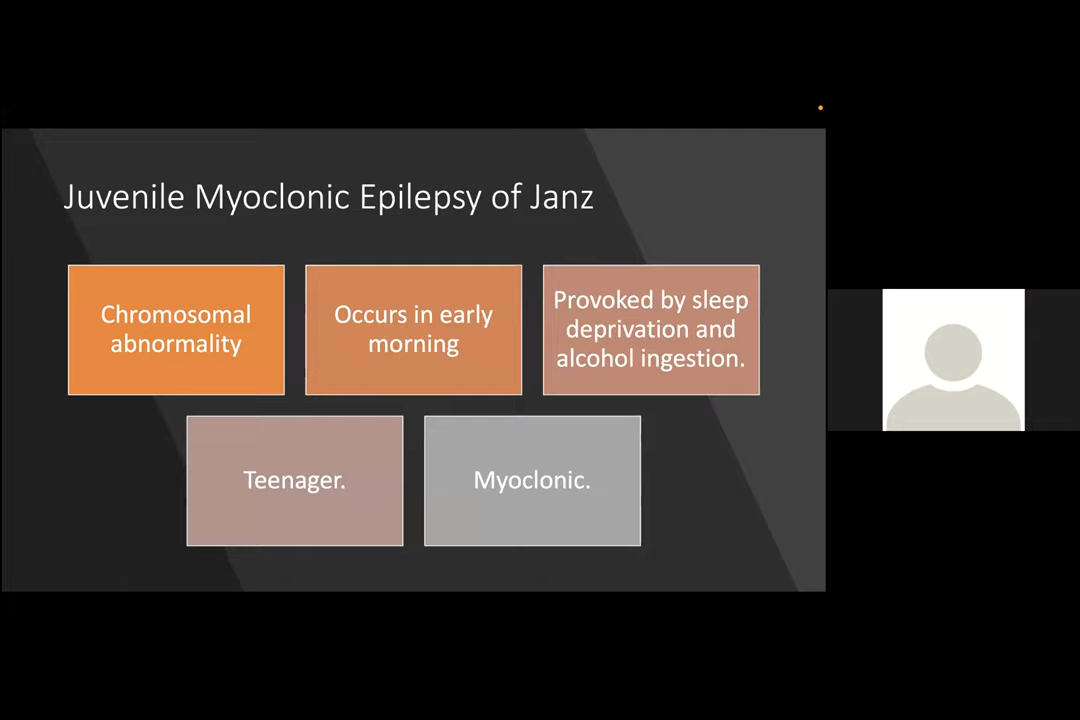 Juvenile Myoclonic Epilepsy of Janz
Chromosomal
abnormality
Occurs in early
morning
Provoked by sleep
deprivation and
alcohol ingestion.
Teenager.
Myoclonic.